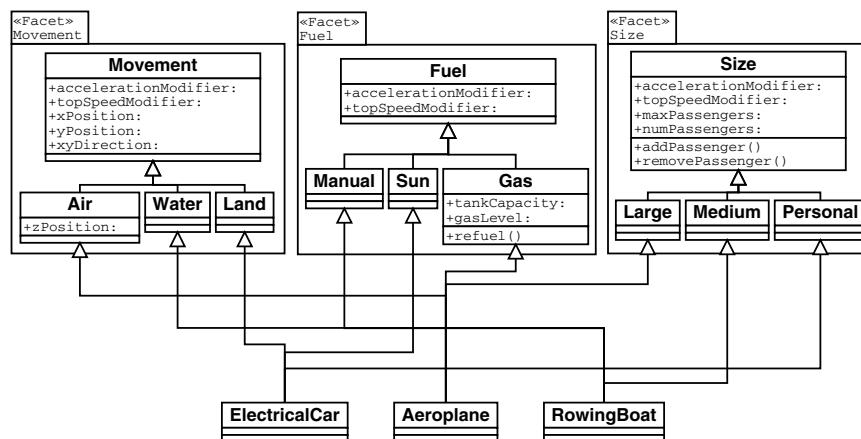 «Facet»
Movement
Movement
+accelerationModifier:
+topSpeedModifier:
+xPosition:
+yPosition:
+xyDirection:
Air
+zPosition:
Water
Land
«Facet»
Fuel
Fuel
+accelerationModifier:
+topSpeedModifier:
Manual
Sun
Gas
+tankCapacity:
+gasLevel:
+refuel()
«Facet»
Size
Size
+accelerationModifier:
+topSpeedModifier:
+maxPassengers:
+numPassengers:
+addPassenger()
+removePassenger()
Large
Medium
Personal
ElectricalCar
Aeroplane
RowingBoat